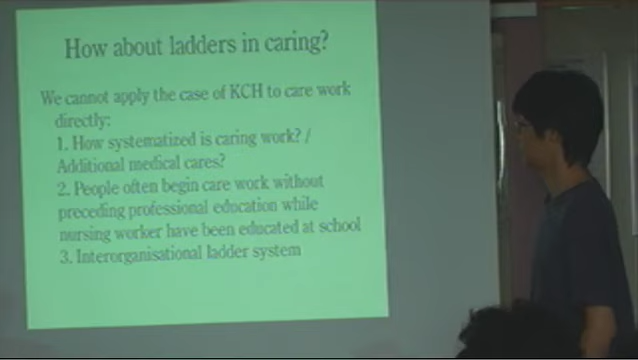 How about ladders in caring?
We cannot apply the case of KCH to care work
directly:
1. How systematized is caring work? /
Additional medical cares?
2. People often begin care work without
preceding professional education while
nursing worker have been educated at school
3. Interorganisational ladder system